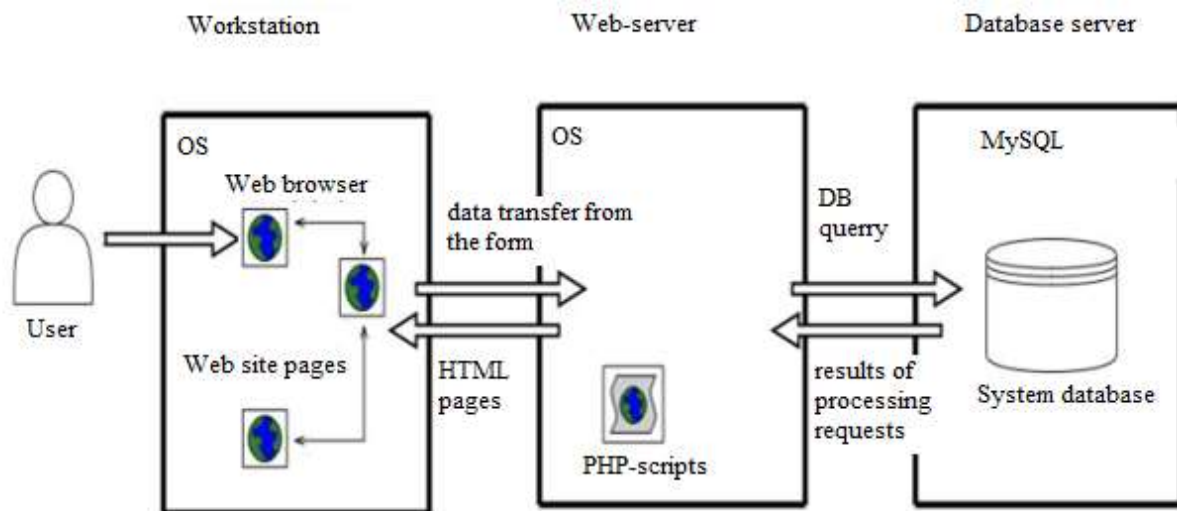 Workstation
Web-server
Database server
OS
Web browser
User
Web site pages
data transfer from
the form
HTML
pages
OS
PHP-scripts
DB
querry
results of
processing
requests
MySQL
System database